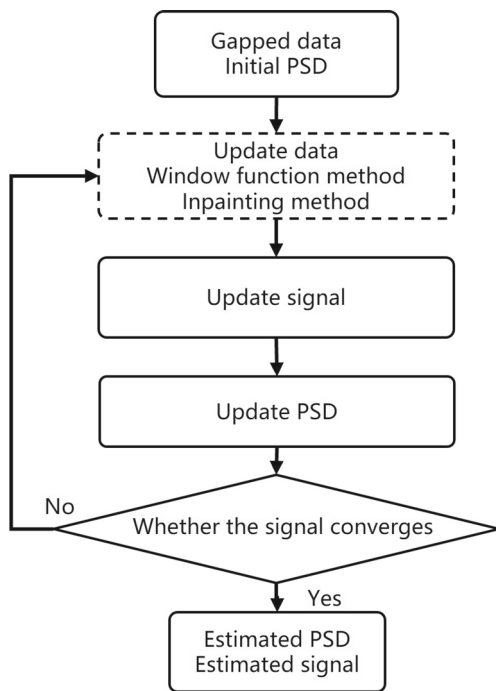 Gapped data
Initial PSD
Update data
Window function method
Inpainting method
Update signal
Update PSD
No
Whether the signal converges
Yes
Estimated PSD
Estimated signal